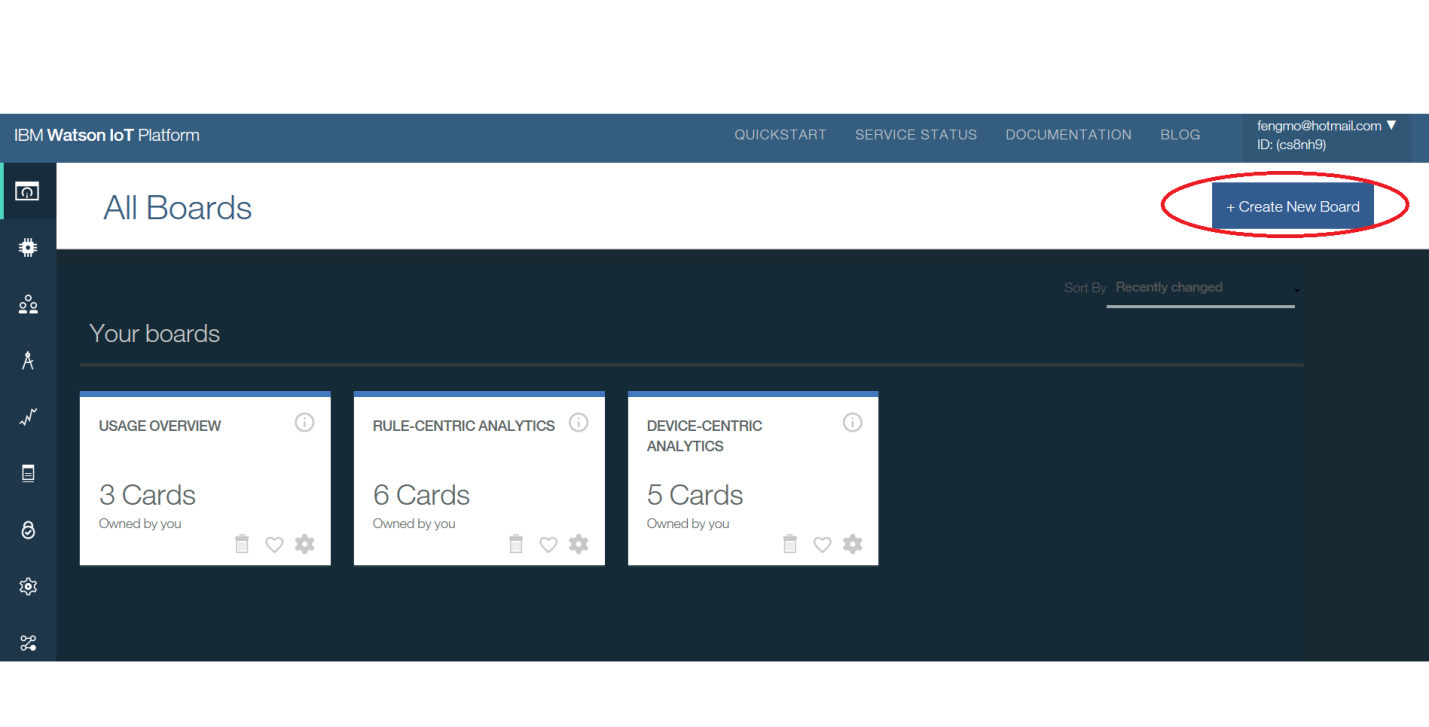 IBM Watson IoT Platform
QUICKSTART
SERVICE STATUS
DOCUMENTATION
BLOG
fengmo@hotmail.com ▼
ID: (cs8nh9)
All Boards
+ Create New Board
Sort By Recently changed
Your boards
USAGE OVERVIEW
3 Cards
Owned by you
RULE-CENTRIC ANALYTICS
6 Cards
Owned by you
DEVICE-CENTRIC
ANALYTICS
5 Cards
Owned by you